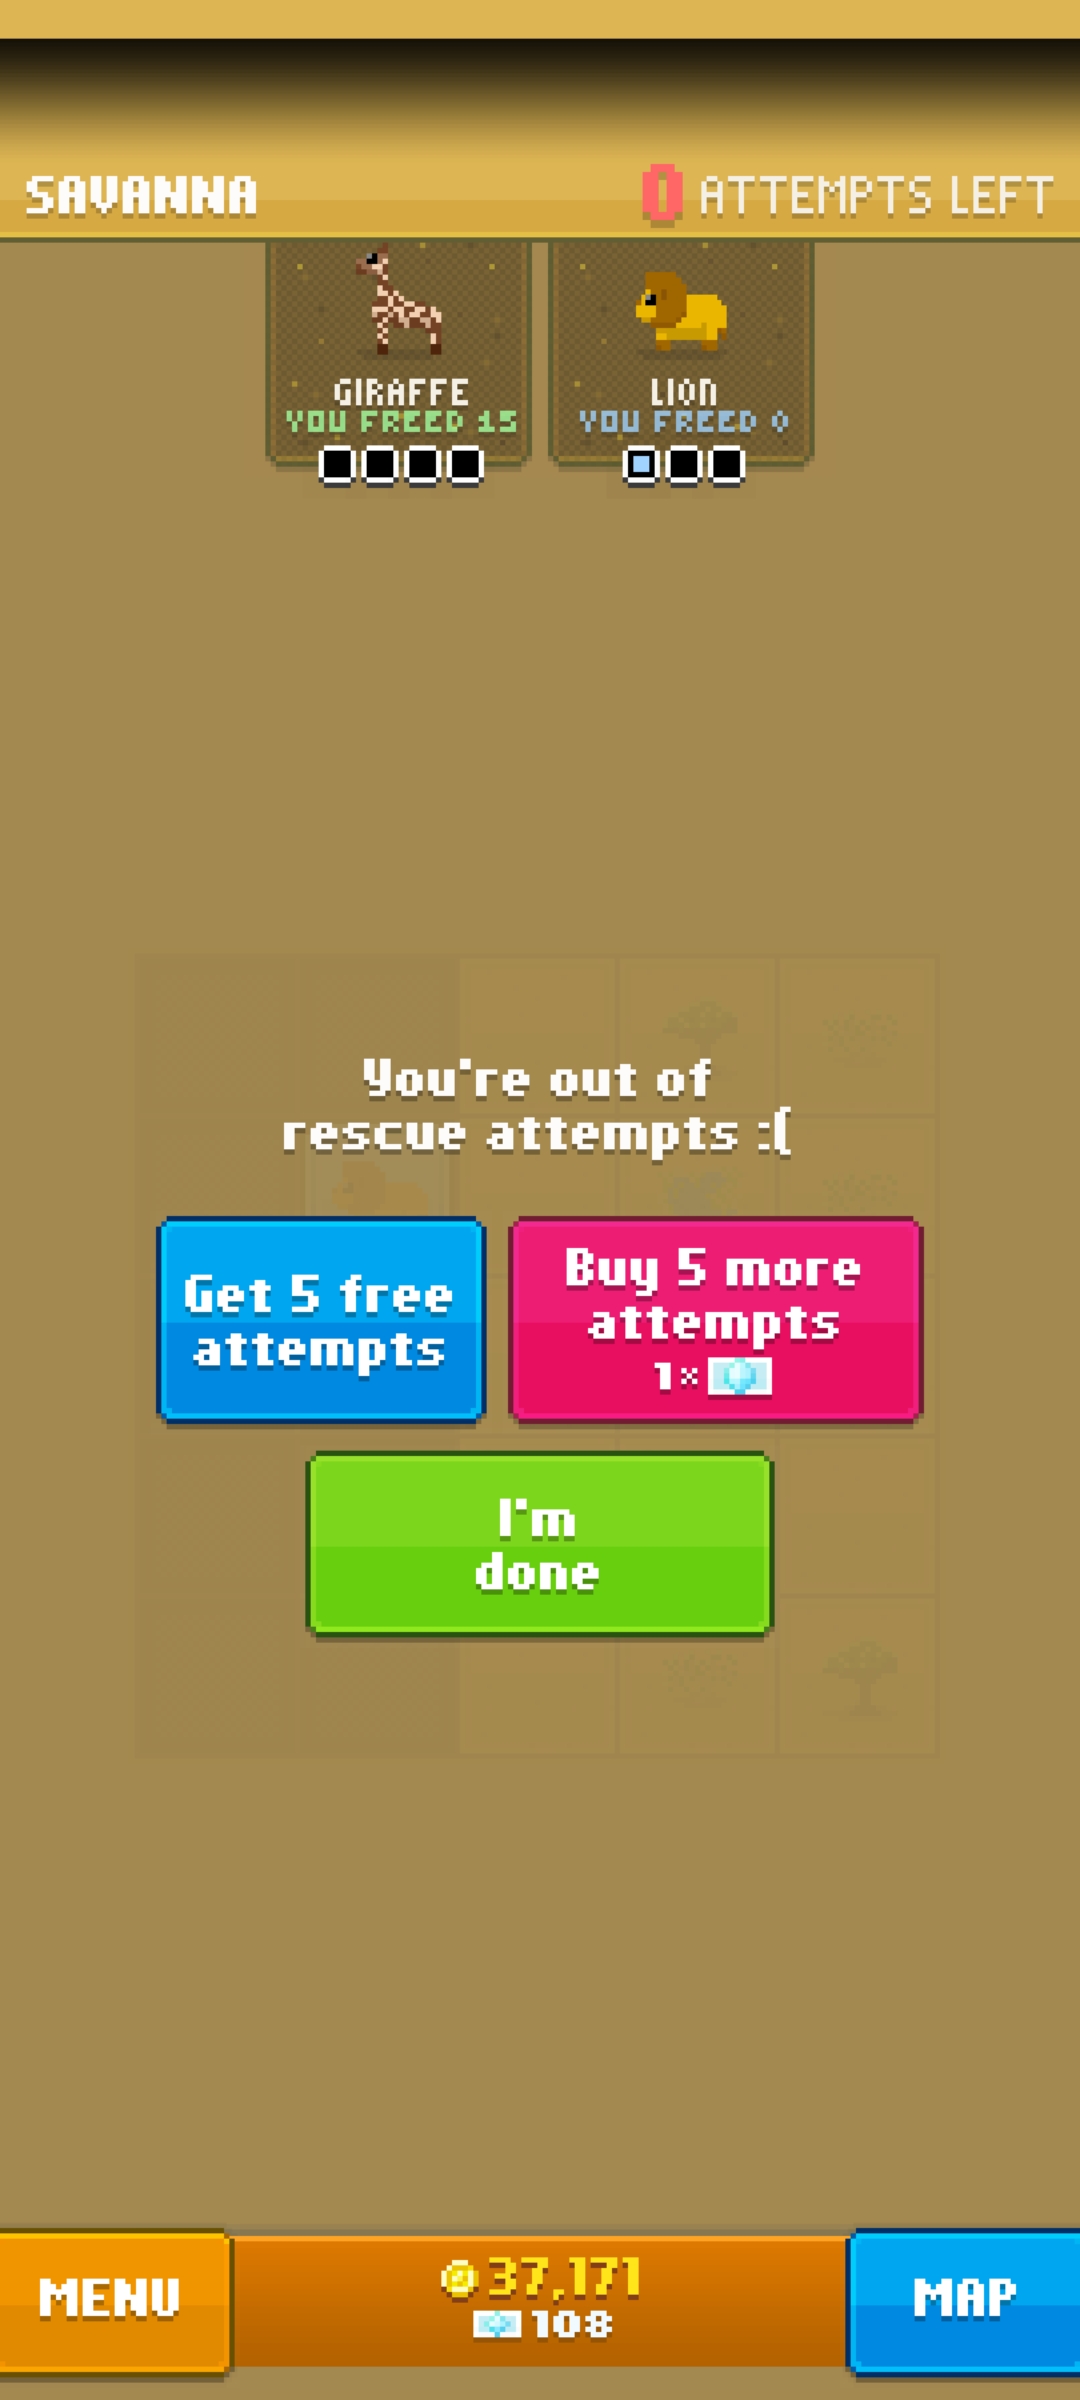 SAVANNA
0 ATTEMPTS LEFT
GIRAFFE
YOU FREED 15
LION
YOU FREED 0
You're out of
rescue attempts :(
Get 5 free
attempts
Buy 5 more
attempts
1×
I'm
done
MENU
37,171
108
MAP